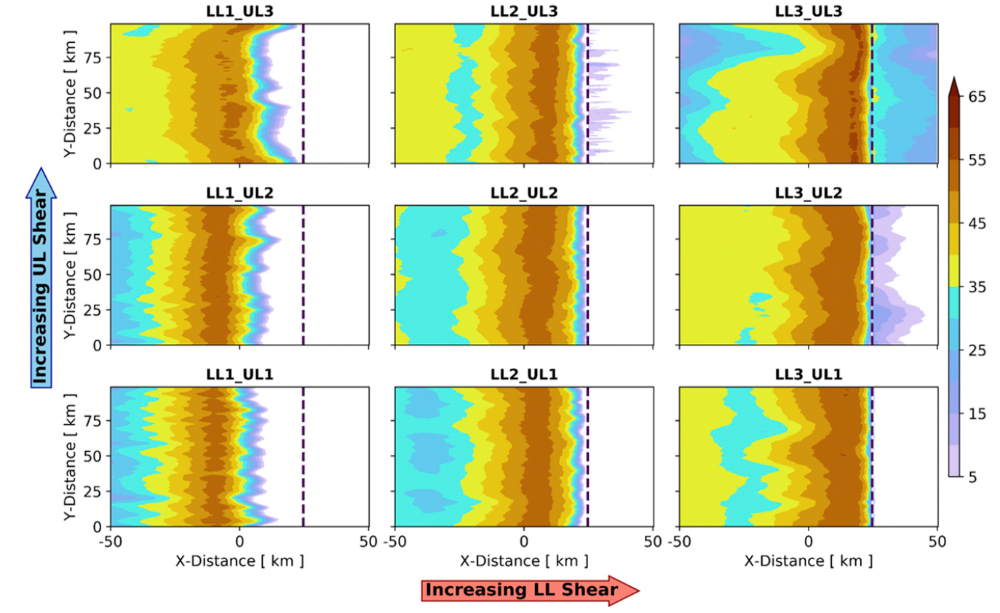 LL1_UL3 LL2_UL3 LL3_UL3
Y-Distance [ km ]
75
50
25
0
LL1_UL2 LL2_UL2 LL3_UL2
Y-Distance [ km ]
75
50
25
0
LL1_UL1 LL2_UL1 LL3_UL1
Y-Distance [ km ]
75
50
25
0
-50 0 50 -50 0 50 -50 0 50
X-Distance [ km ] X-Distance [ km ] X-Distance [ km ]
Increasing UL Shear
Increasing LL Shear
65
55
45
35
25
15
5